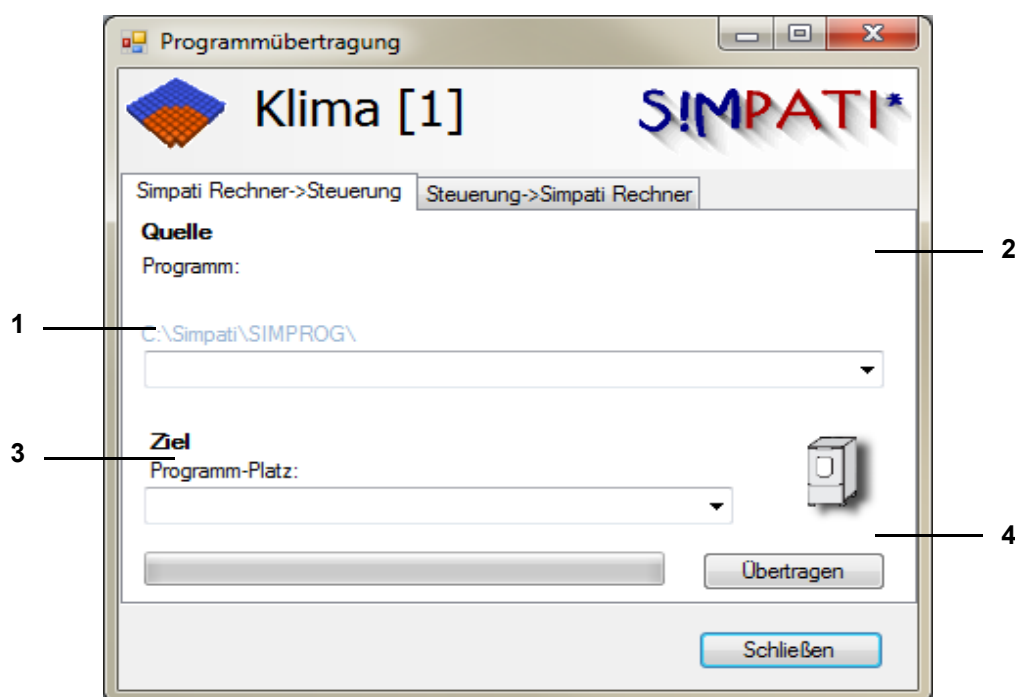 Programmübertragung
Klima [1]
S!MPATI*
Simpati Rechner->Steuerung
Steuerung->Simpati Rechner
Quelle
2
Programm:
1
C:\Simpati\SIMPROG\
Ziel
3
Programm-Platz:
4
Übertragen
Schließen